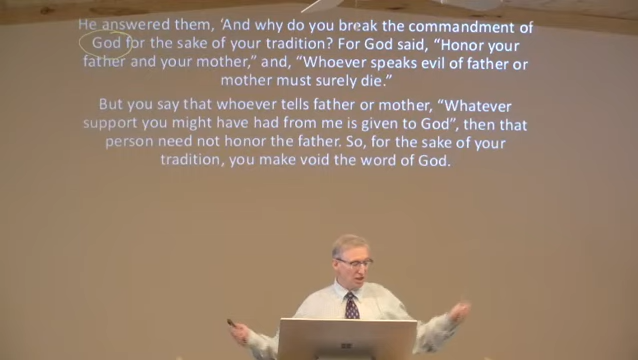 He answered them, ‘And why do you break the commandment of
God for the sake of your tradition? For God said, “Honor your
father and your mother,” and, “Whoever speaks evil of father or
mother must surely die.”
But you say that whoever tells father or mother, “Whatever
support you might have had from me is given to God”, then that
person need not honor the father. So, for the sake of your
tradition, you make void the word of God.